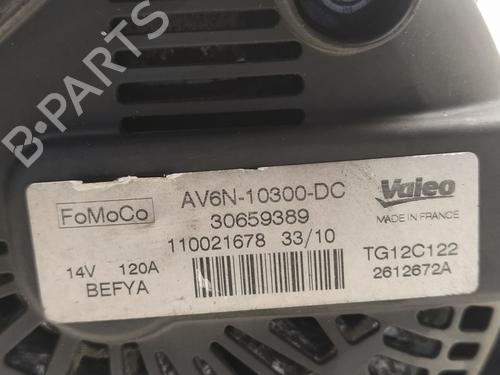 B-PARTS
FoMoCo
AV6N-10300-DC
30659389
110021678 33/10
14V 120A
BEFYA
Valeo
MADE IN FRANCE
TG12C122
2612672A